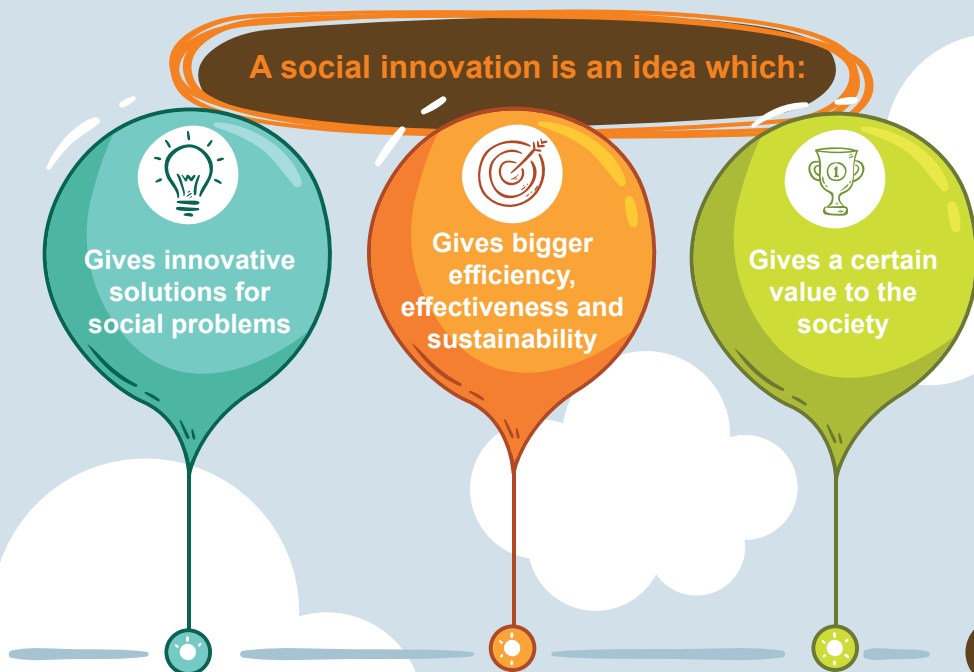 A social innovation is an idea which:
Gives innovative
solutions for
social problems
Gives bigger
efficiency,
effectiveness and
sustainability
1
Gives a certain
value to the
society